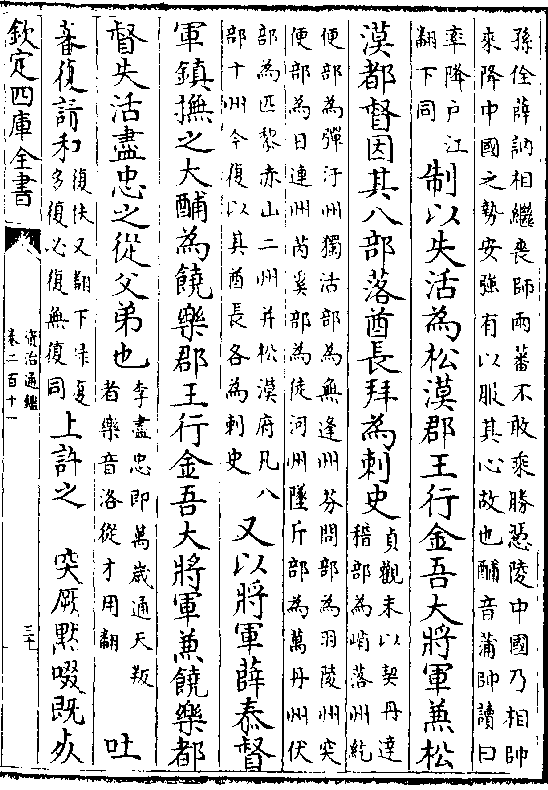 孫佺薛訥相繼喪師兩蕃不敢乘勝憑陵中國乃相帥
來降中國之勢安強有以服其心故也酺音蒲帥讀曰
率降户江
翻下同
制以失活為松漠郡王行金吾大將軍兼松
漠都督因其八部落酋長拜為刺史
貞觀末以契丹達
稽部為峭落州紇
便部為彈汗州獨活部為無逢州芬問部為羽陵州突
便部為日連州芮奚部為徒河州墜斤部為萬丹州伏
部為匹黎赤山二州并松漠府凡八
部十州今復以其酋長各為刺史
又以將軍薛泰督
軍鎮撫之大酺為饒樂郡王行金吾大將軍兼饒樂都
督失活盡忠之從父弟也
李盡忠即萬歲通天叛
者樂音洛從才用翻
吐
蕃復請和
復扶又翻下未復
多復必復無復同
上許之
突厥默啜既女
欽定四庫全書
資治通鑑
卷二百十一
三十